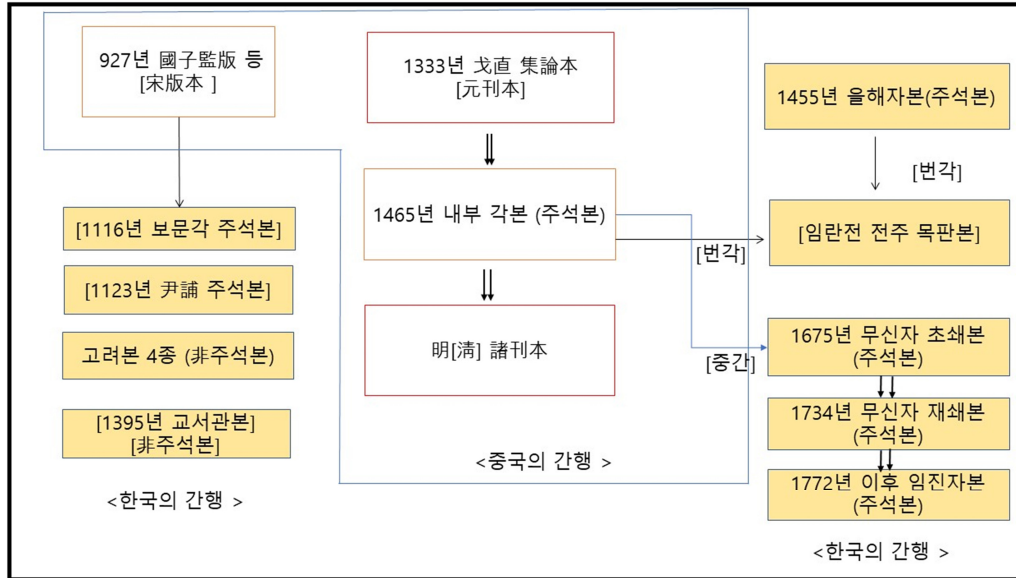 927년 國子監版 등
[宋版本 ]
[1116년 보문각 주석본]
[1123년 尹誧 주석본]
고려본 4종 (非주석본)
[1395년 교서관본]
[非주석본]
<한국의 간행 >
1333년 戈直 集論本
[元刊本]
1465년 내부 각본 (주석본)
明[淸] 諸刊本
<중국의 간행 >
[번각]
[중간]
1455년 을해자본(주석본)
[번각]
[임란전 전주 목판본]
1675년 무신자 초쇄본
(주석본)
1734년 무신자 재쇄본
(주석본)
1772년 이후 임진자본
(주석본)
<한국의 간행 >